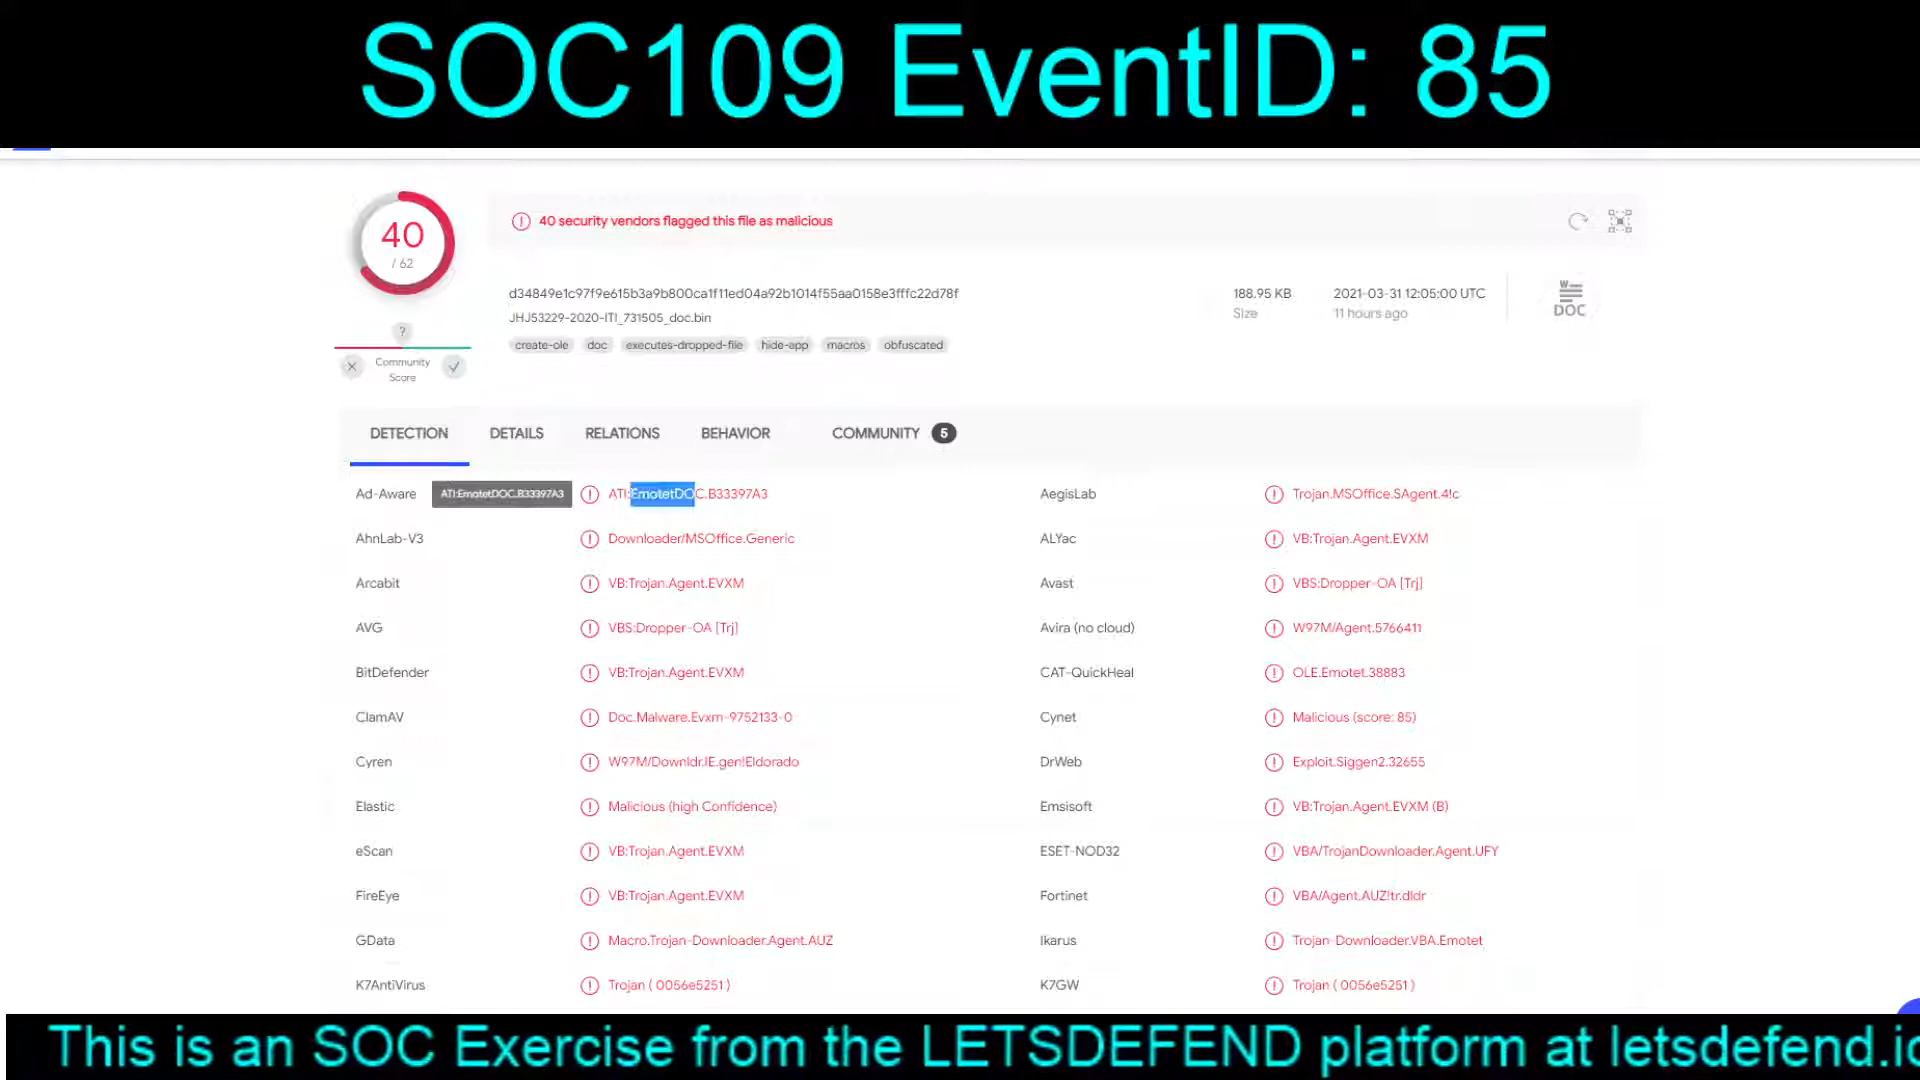 SOC109 EventID: 85
40
/ 62
40 security vendors flagged this file as malicious
d34849e1c97f9e615b3a9b800ca1f11ed04a92b1014f55aa0158e3fffc22d78f
JHJ53229-2020-ITI_731505_doc.bin
create-ole doc executes-dropped-file hide-app macros obfuscated
188.95 KB
Size
2021-03-31 12:05:00 UTC
11 hours ago
W
DOC
?
Community
Score
DETECTION DETAILS RELATIONS BEHAVIOR COMMUNITY 5
Ad-Aware ATI:EmotetDOC.B33397A3 ATI:EmotetDOC.B33397A3 AegisLab Trojan.MSOffice.SAgent.4!c
AhnLab-V3 Downloader/MSOffice.Generic ALYac VB:Trojan.Agent.EVXM
Arcabit VB:Trojan.Agent.EVXM Avast VBS:Dropper-OA [Trj]
AVG VBS:Dropper-OA [Trj] Avira (no cloud) W97M/Agent.5766411
BitDefender VB:Trojan.Agent.EVXM CAT-QuickHeal OLE.Emotet.38883
ClamAV Doc.Malware.Evxm-9752133-0 Cynet Malicious (score: 85)
Cyren W97M/Downldr.IE.gen!Eldorado DrWeb Exploit.Siggen2.32655
Elastic Malicious (high Confidence) Emsisoft VB:Trojan.Agent.EVXM (B)
eScan VB:Trojan.Agent.EVXM ESET-NOD32 VBA/TrojanDownloader.Agent.UFY
FireEye VB:Trojan.Agent.EVXM Fortinet VBA/Agent.AUZ!tr.dldr
GData Macro.Trojan-Downloader.Agent.AUZ Ikarus Trojan-Downloader.VBA.Emotet
K7AntiVirus Trojan ( 0056e5251 ) K7GW Trojan ( 0056e5251 )
This is an SOC Exercise from the LETSDEFEND platform at letsdefend.io